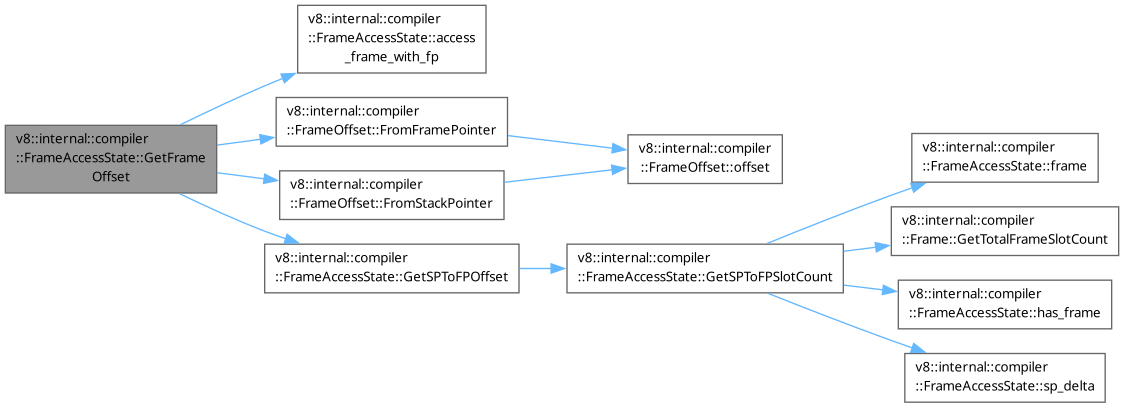 v8::internal::compiler
::FrameAccessState::access
_frame_with_fp
v8::internal::compiler
::FrameAccessState::GetFrame
Offset
v8::internal::compiler
::FrameOffset::FromFramePointer
v8::internal::compiler
::FrameOffset::FromStackPointer
v8::internal::compiler
::FrameAccessState::GetSPToFPOffset
v8::internal::compiler
::FrameOffset::offset
v8::internal::compiler
::FrameAccessState::GetSPToFPSlotCount
v8::internal::compiler
::FrameAccessState::frame
v8::internal::compiler
::Frame::GetTotalFrameSlotCount
v8::internal::compiler
::FrameAccessState::has_frame
v8::internal::compiler
::FrameAccessState::sp_delta